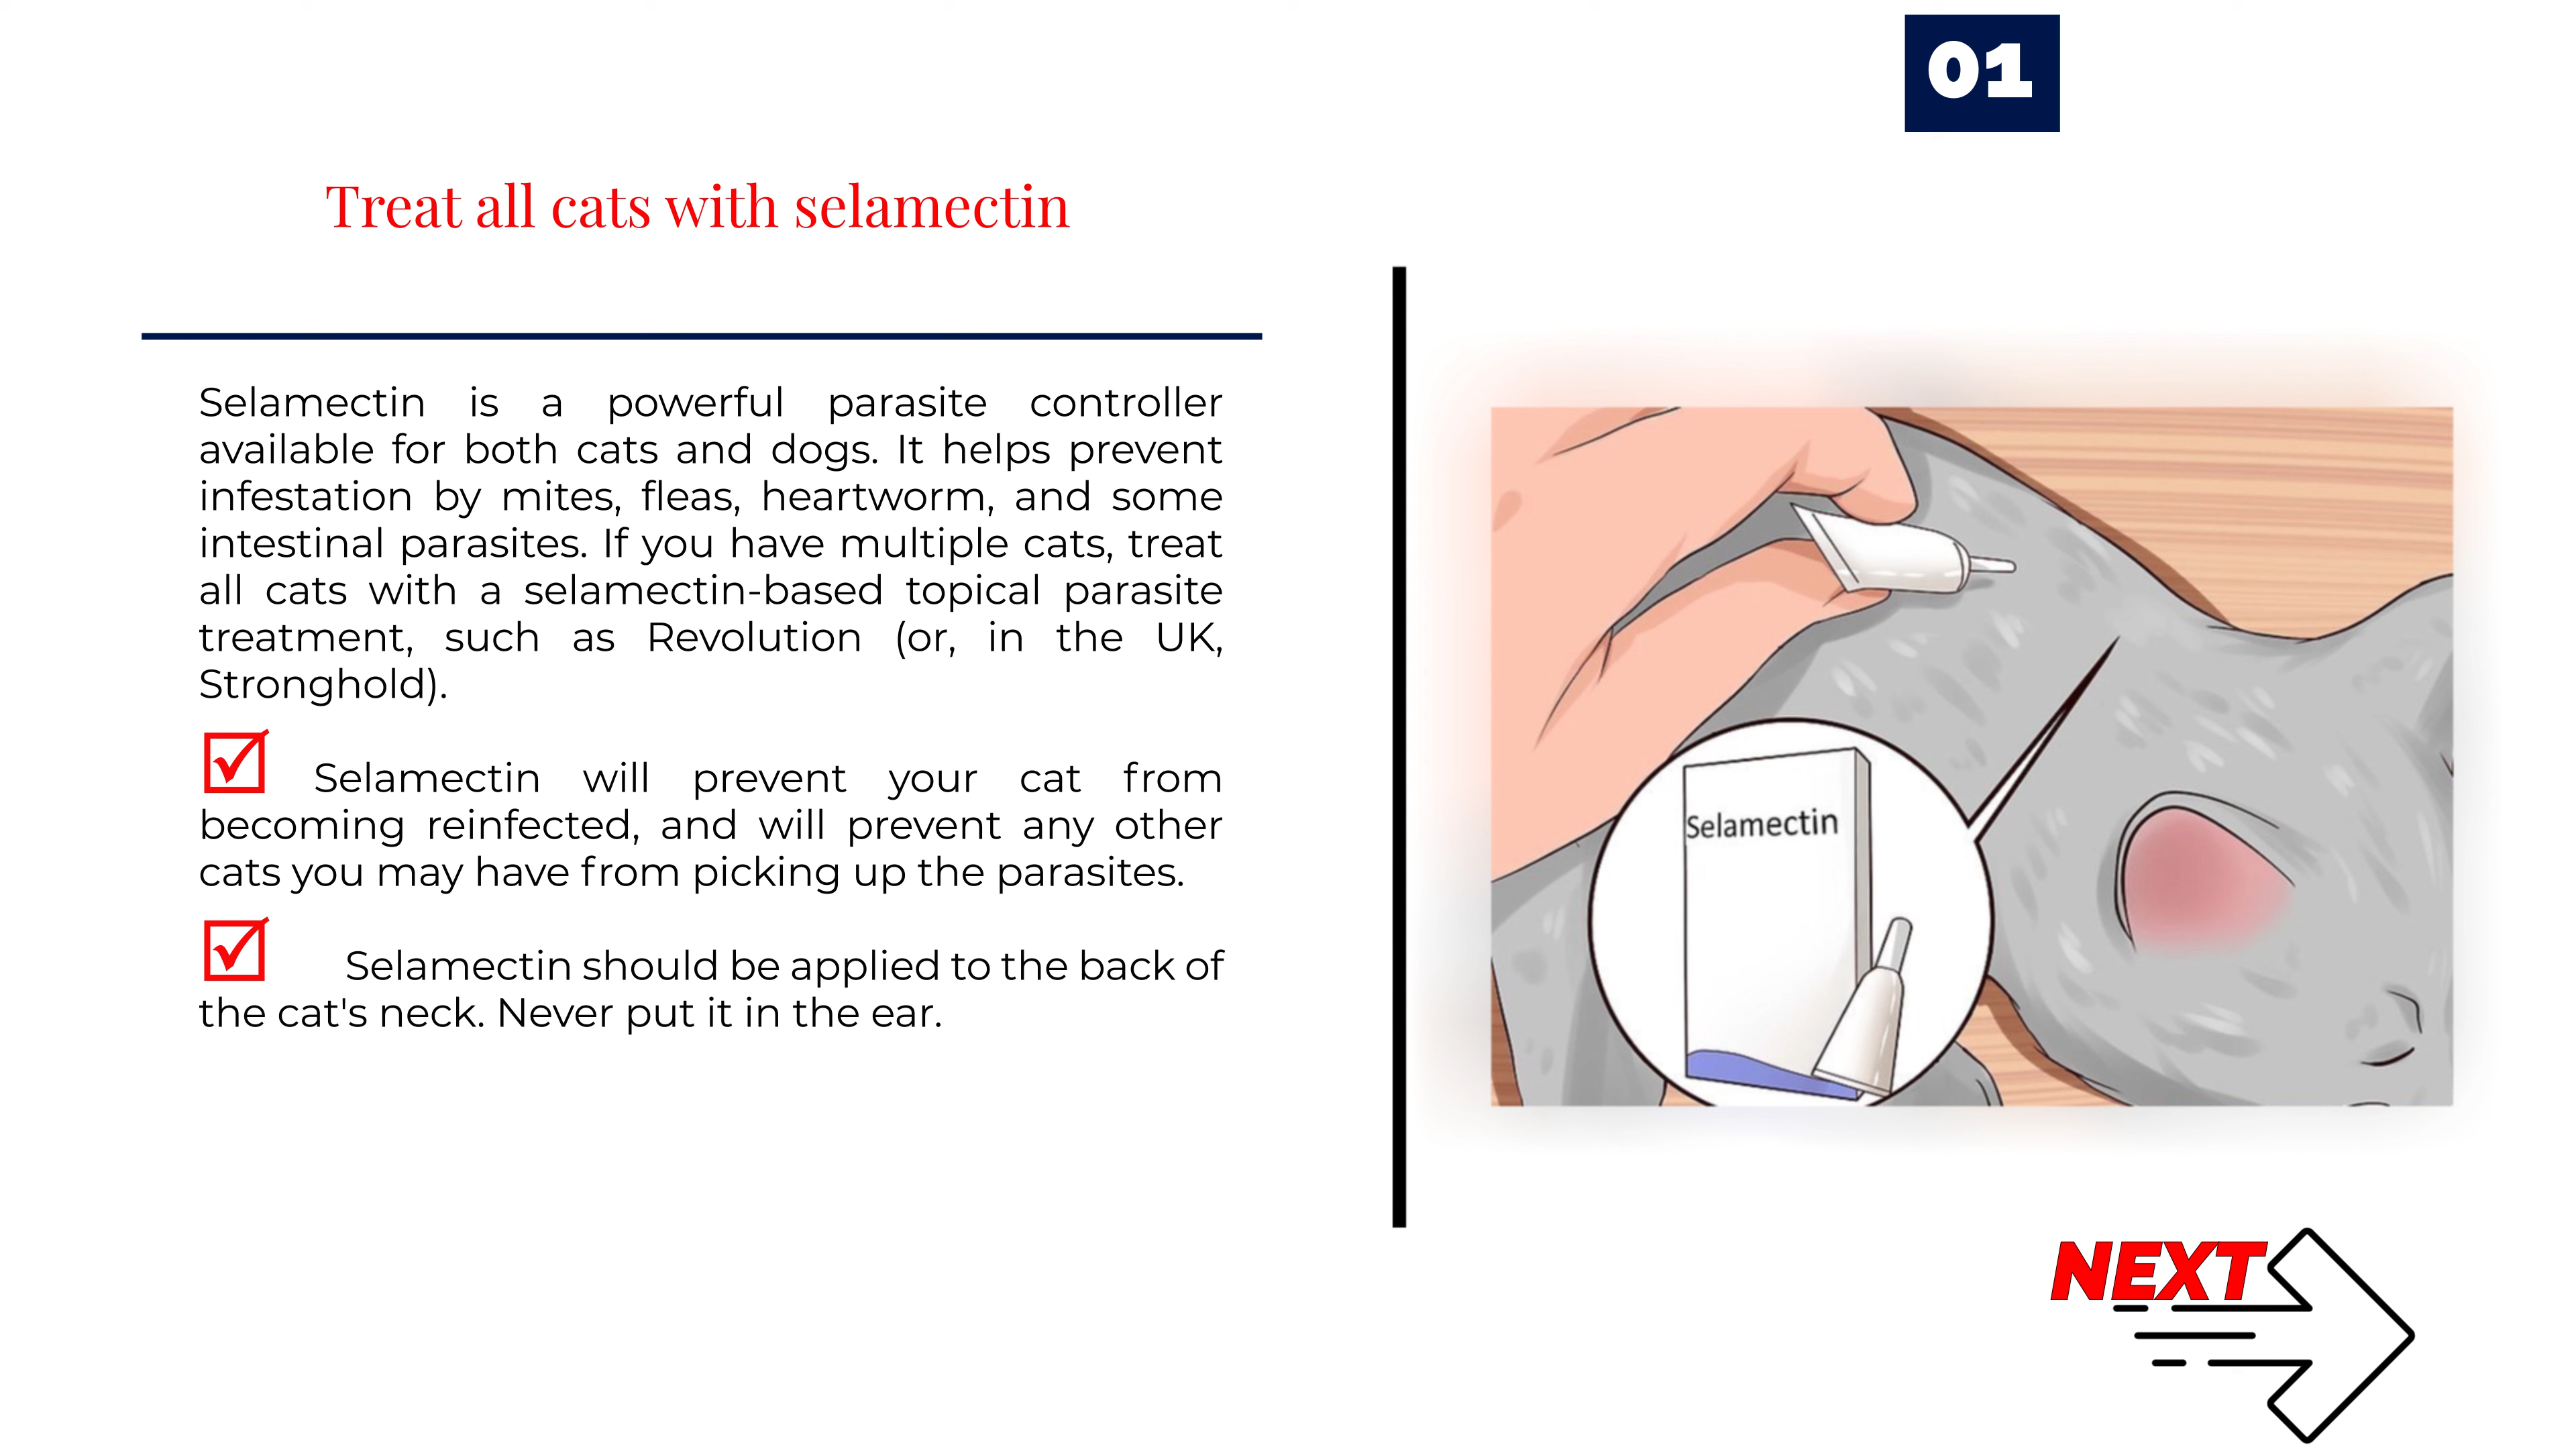 01
Treat all cats with selamectin
Selamectin is a powerful parasite controller
available for both cats and dogs. It helps prevent
infestation by mites, fleas, heartworm, and some
intestinal parasites. If you have multiple cats, treat
all cats with a selamectin-based topical parasite
treatment, such as Revolution (or, in the UK,
Stronghold).
Selamectin will prevent your cat from
becoming reinfected, and will prevent any other
cats you may have from picking up the parasites.
Selamectin should be applied to the back of
the cat's neck. Never put it in the ear.
Selamectin
NEXT